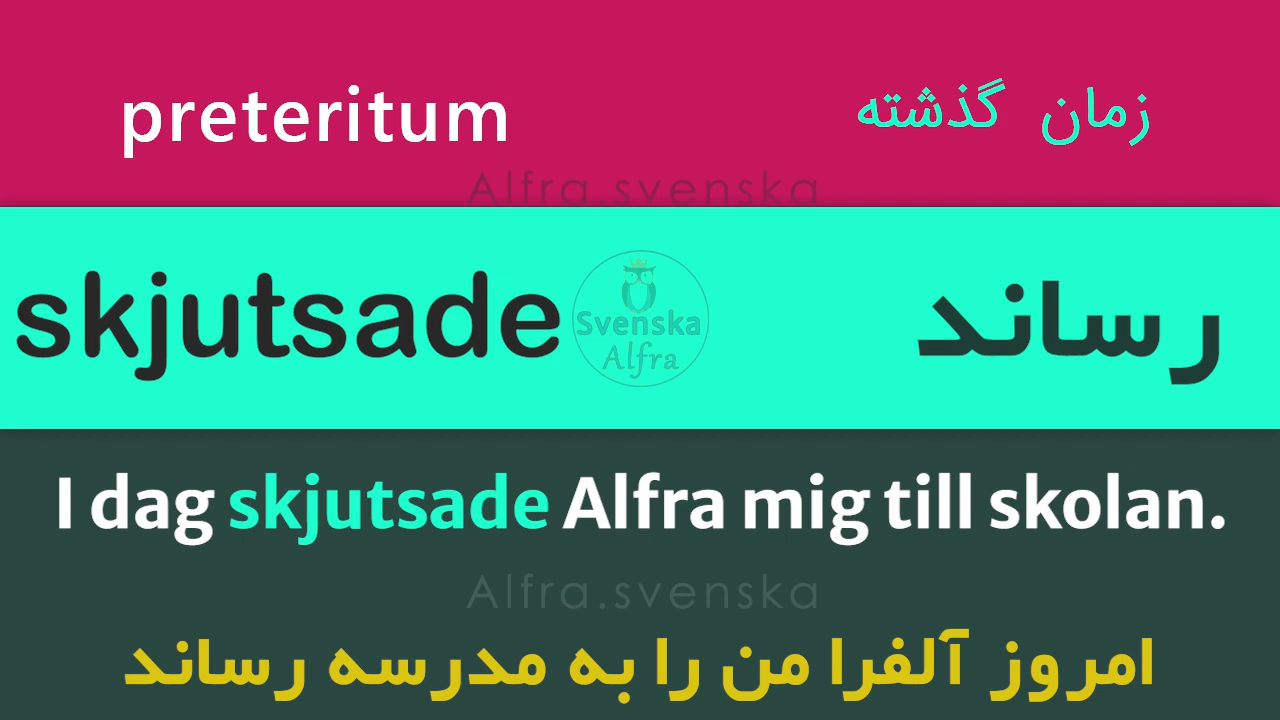 preteritum
زمان گذشته
Alfra.svenska
skjutsade
Svenska
Alfra
رساند
I dag skjutsade Alfra mig till skolan.
Alfra.svenska
امروز آلفرا من را به مدرسه رساند